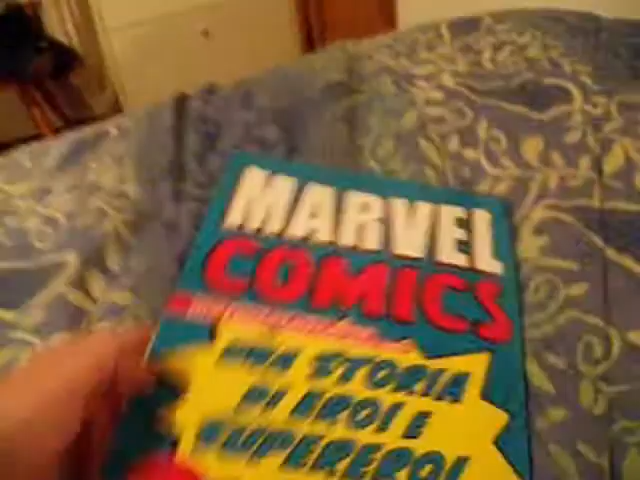 MARVEL
COMICS
UNA STORIA
DI EROI E
SUPEREROI